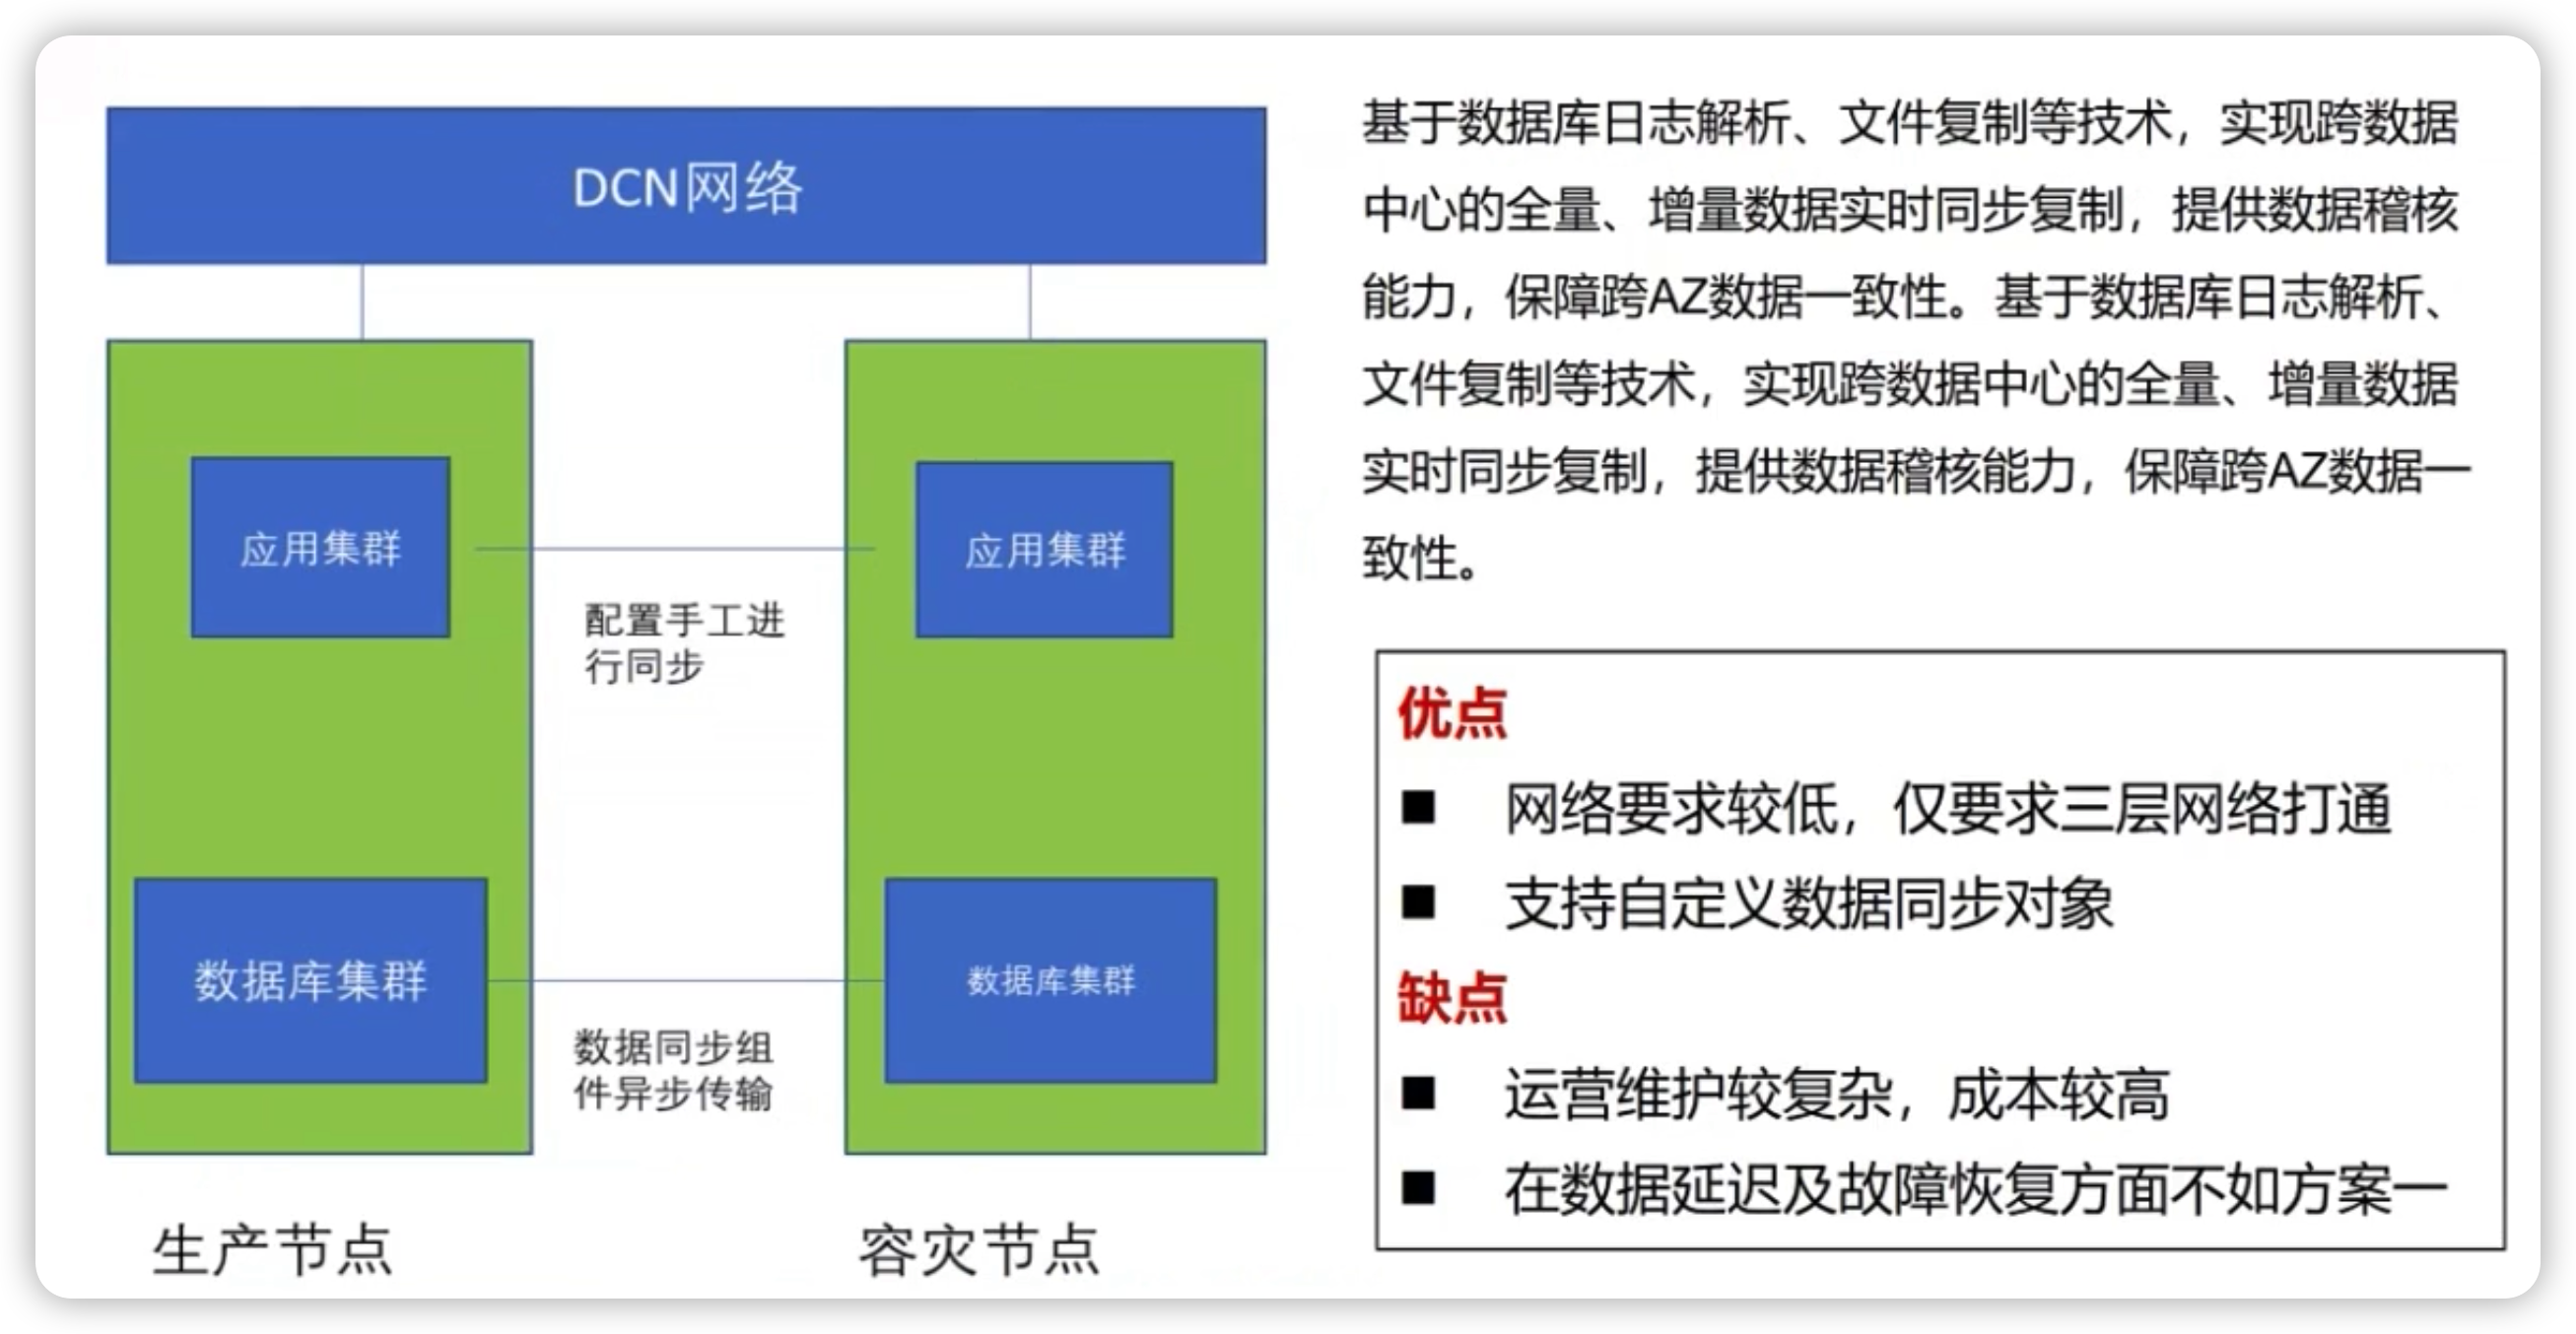 DCN网络
应用集群
应用集群
配置手工进
行同步
数据库集群
数据库集群
数据同步组
件异步传输
生产节点
容灾节点
基于数据库日志解析、文件复制等技术，实现跨数据
中心的全量、增量数据实时同步复制，提供数据稽核
能力，保障跨AZ数据一致性。基于数据库日志解析、
文件复制等技术，实现跨数据中心的全量、增量数据
实时同步复制，提供数据稽核能力，保障跨AZ数据一
致性。
优点
■ 网络要求较低，仅要求三层网络打通
■ 支持自定义数据同步对象
缺点
■ 运营维护较复杂，成本较高
■ 在数据延迟及故障恢复方面不如方案一